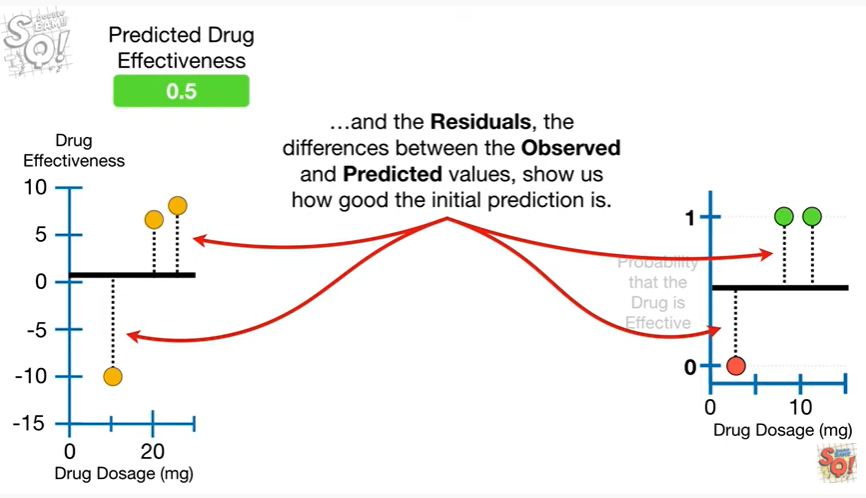 SQ!
Predicted Drug
Effectiveness
0.5
…and the Residuals, the
differences between the Observed
and Predicted values, show us
how good the initial prediction is.
Drug
Effectiveness
10
5
0
-5
-10
-15
0
20
Drug Dosage (mg)
1
Probability
that the
Drug is
Effective
0
0
10
Drug Dosage (mg)
SQ!